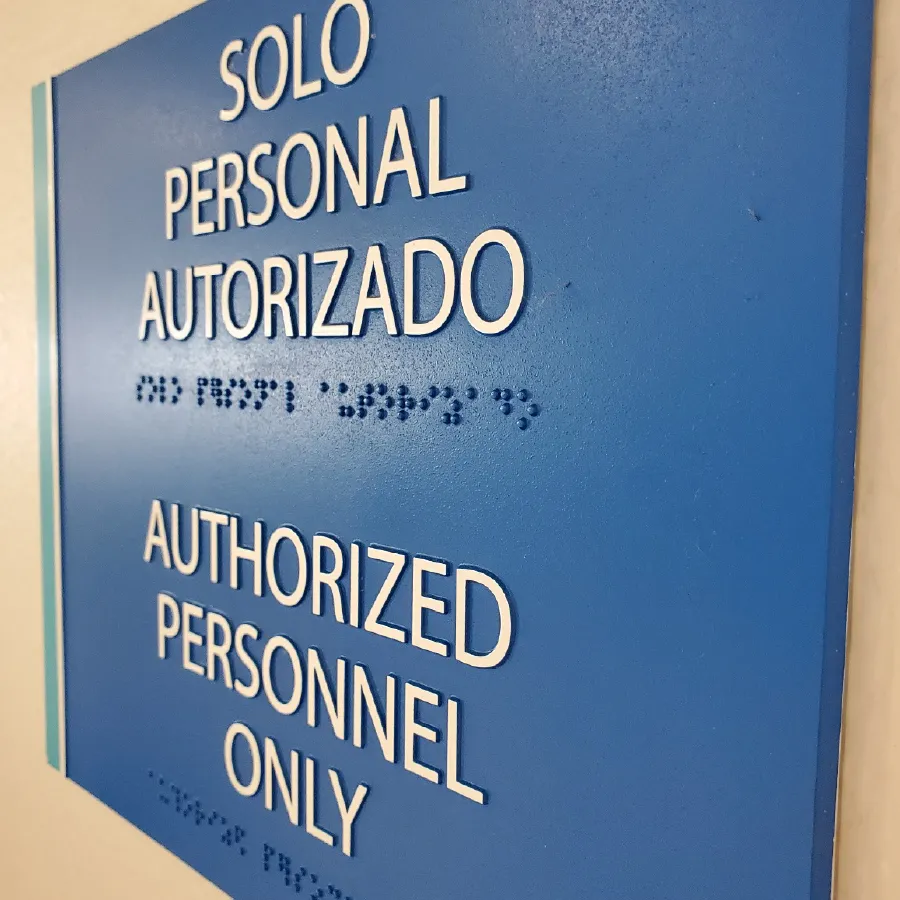 SOLO
PERSONAL
AUTORIZADO
AUTHORIZED
PERSONNEL
ONLY